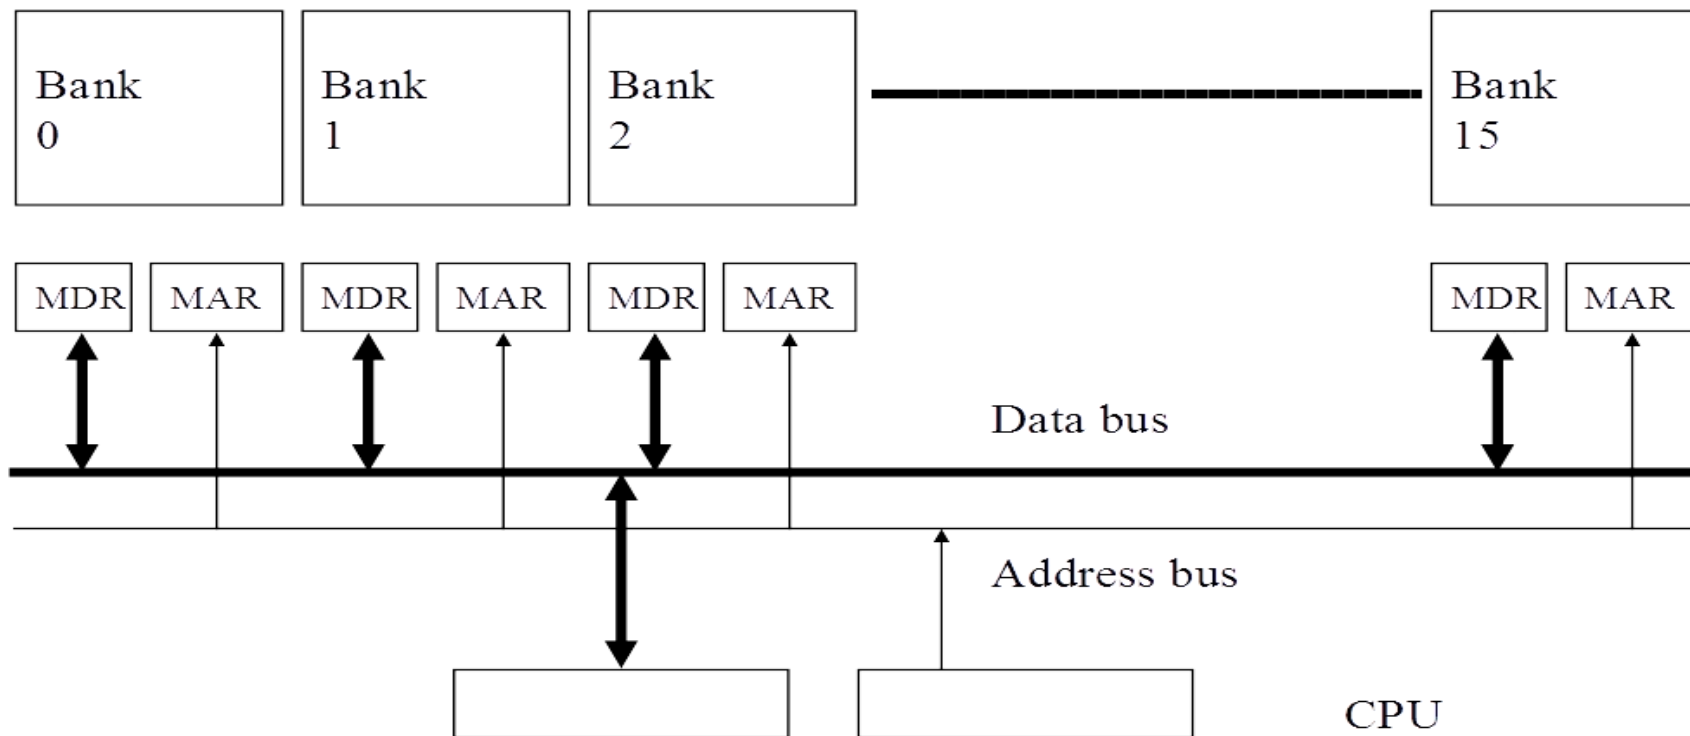 Bank
0
Bank
1
Bank
2
Bank
15
MDR
MAR
MDR
MAR
MDR
MAR
MDR
MAR
Data bus
Address bus
CPU